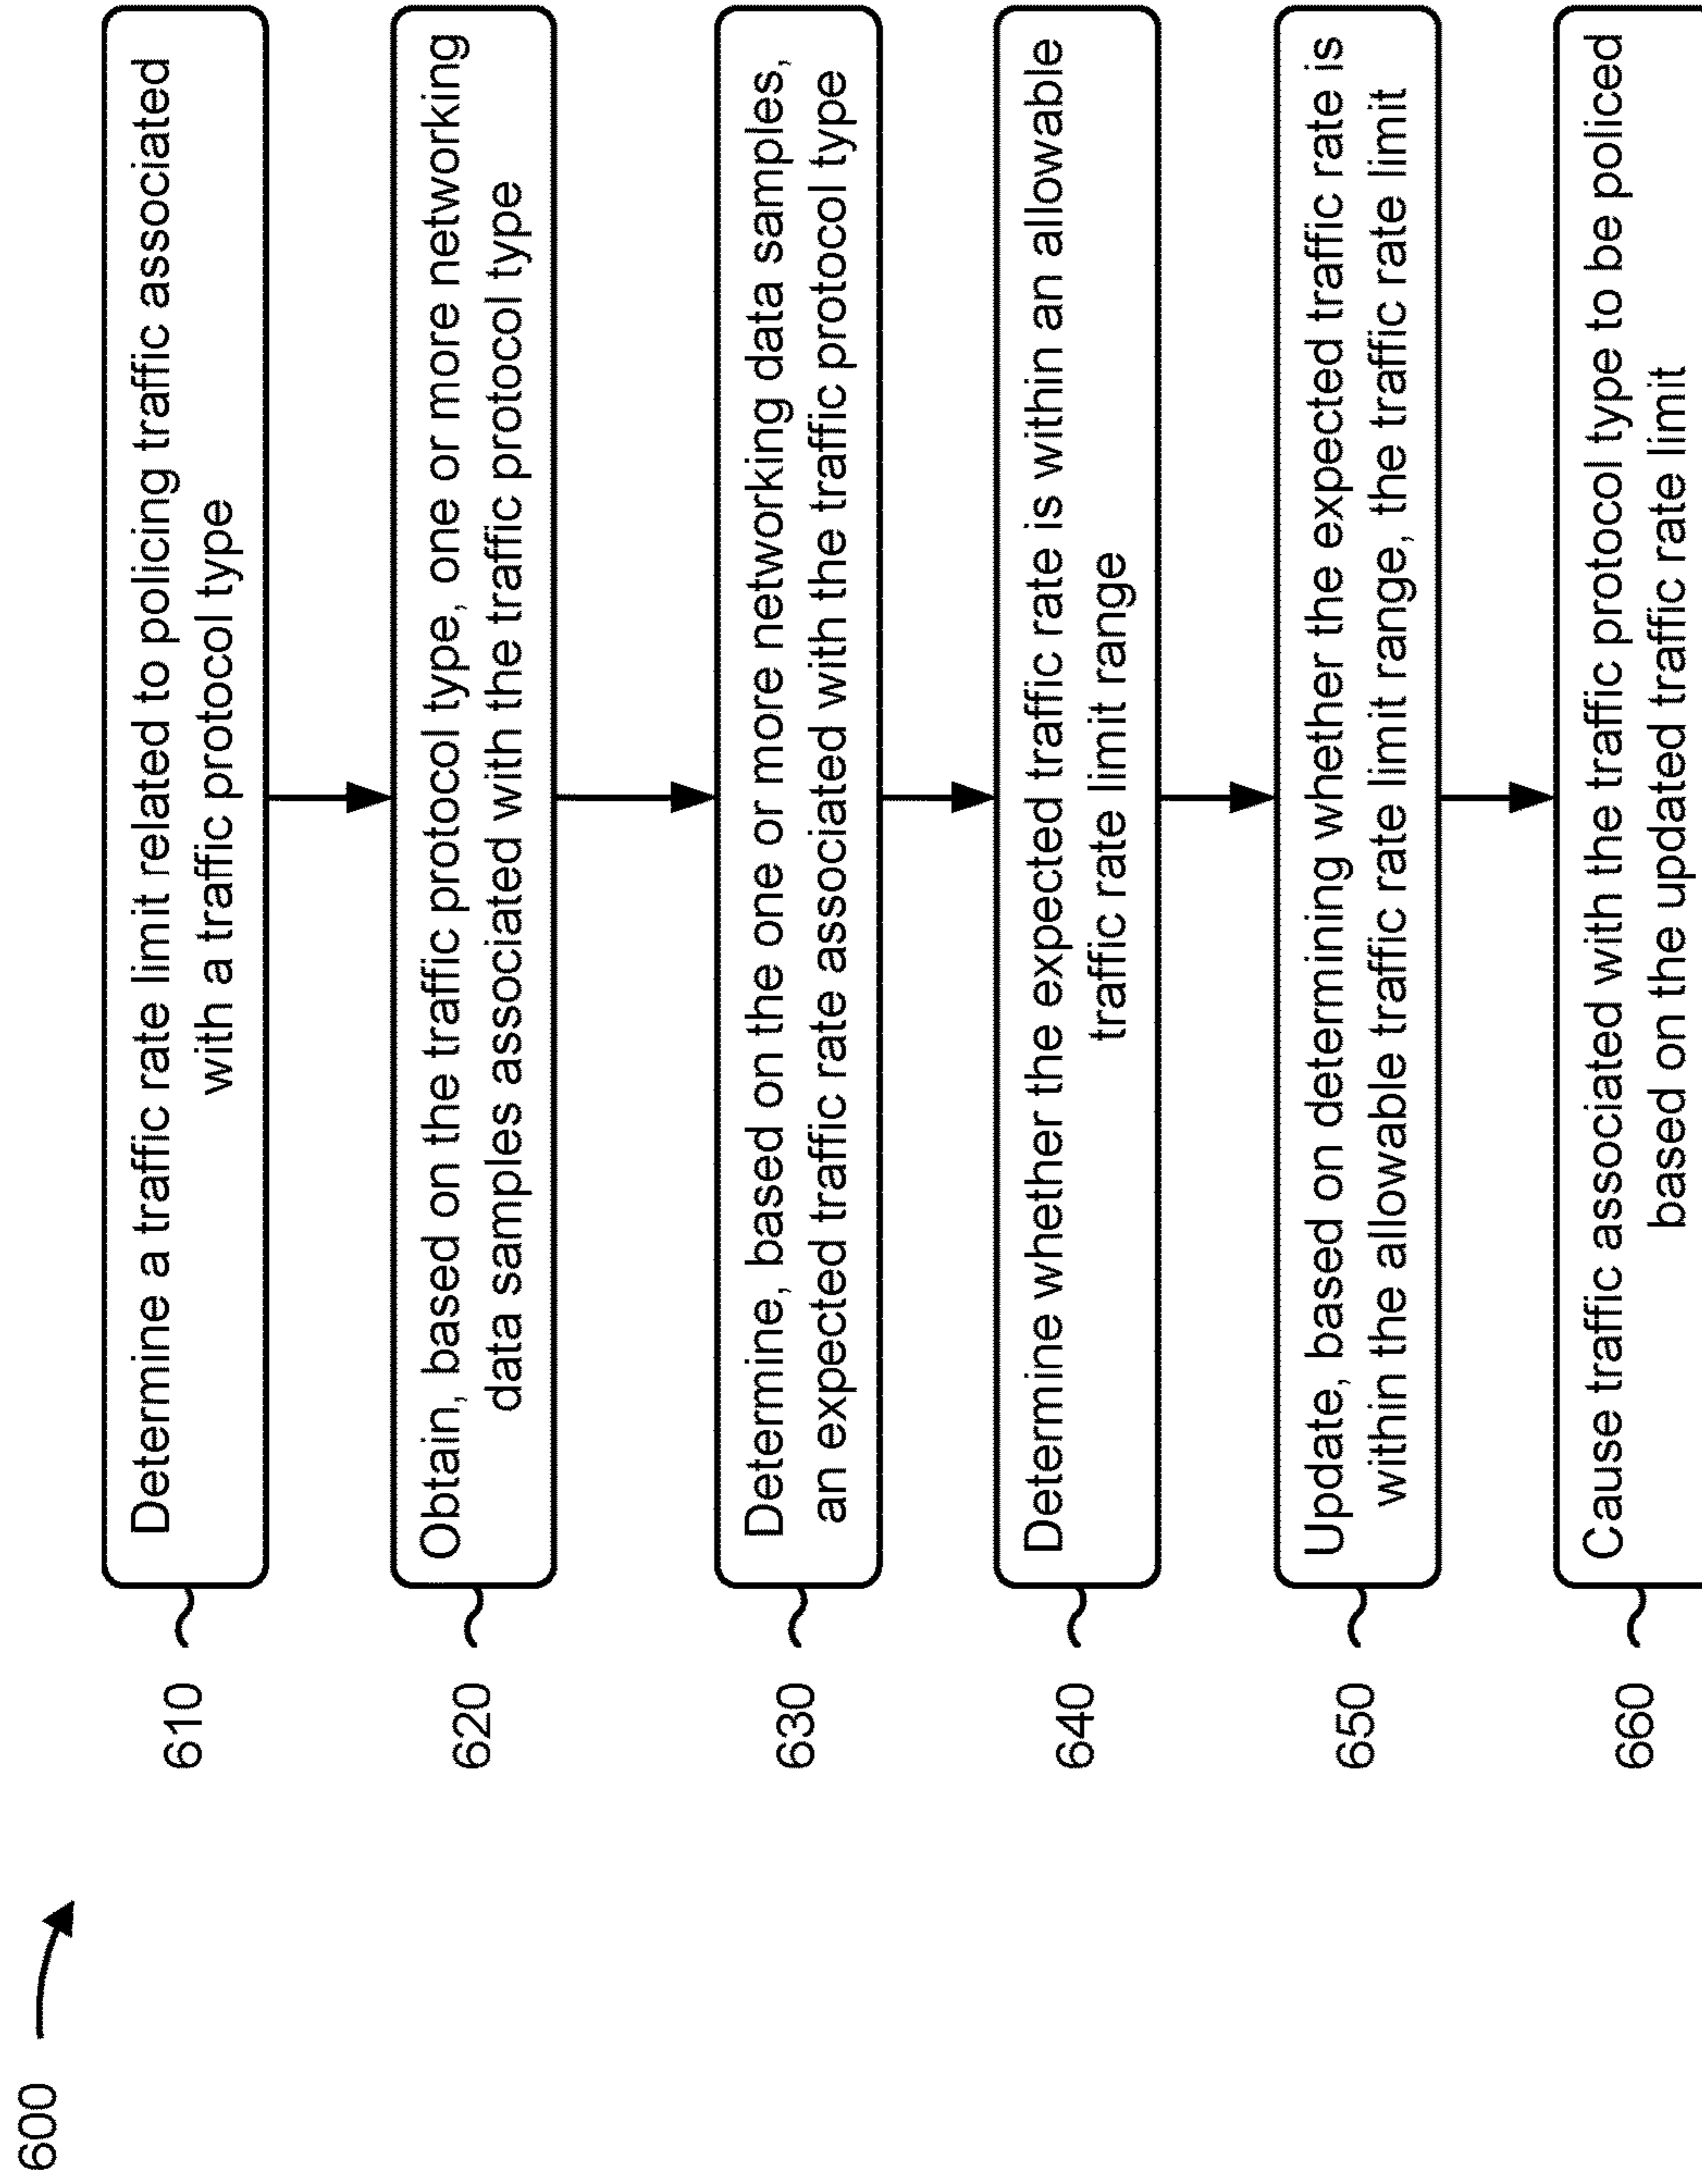 600
610
Determine a traffic rate limit related to policing traffic associated
with a traffic protocol type
620
Obtain, based on the traffic protocol type, one or more networking
data samples associated with the traffic protocol type
630
Determine, based on the one or more networking data samples,
an expected traffic rate associated with the traffic protocol type
640
Determine whether the expected traffic rate is within an allowable
traffic rate limit range
650
Update, based on determining whether the expected traffic rate is
within the allowable traffic rate limit range, the traffic rate limit
660
Cause traffic associated with the traffic protocol type to be policed
based on the updated traffic rate limit